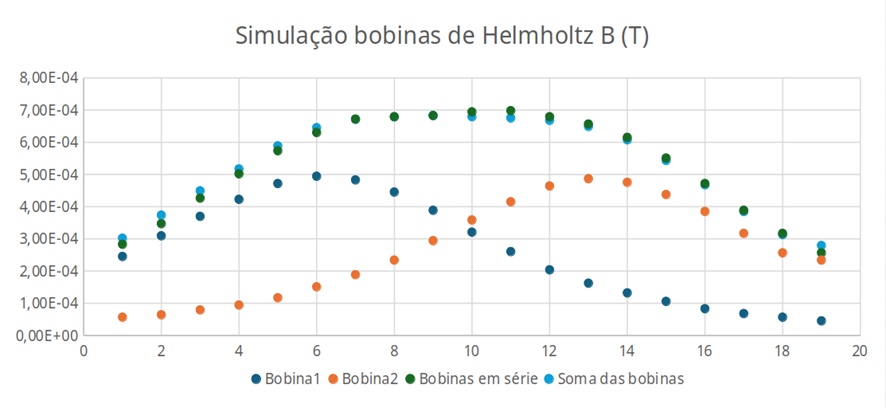 Simulação bobinas de Helmholtz B (T)
8,00E-04
7,00E-04
6,00E-04
5,00E-04
4,00E-04
3,00E-04
2,00E-04
1,00E-04
0,00E+00
0 2 4 6 8 10 12 14 16 18 20
Bobina1 Bobina2 Bobinas em série Soma das bobinas